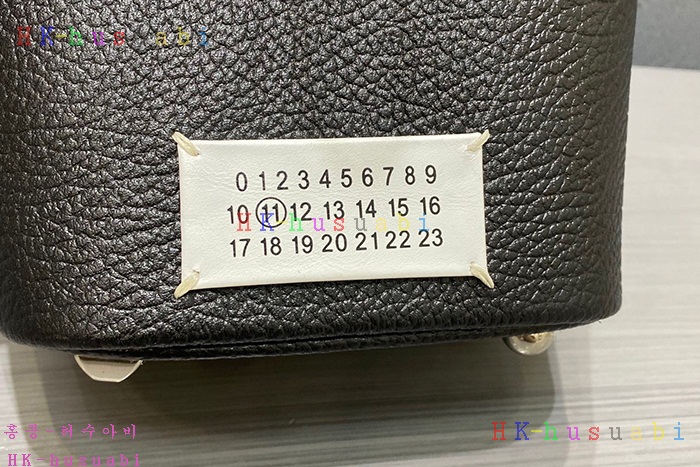 HK-husuabi
0 1 2 3 4 5 6 7 8 9
10 11 12 13 14 15 16
HK-husuabi
17 18 19 20 21 22 23
홍콩-허수아비
HK-husuabi
HK-husuabi